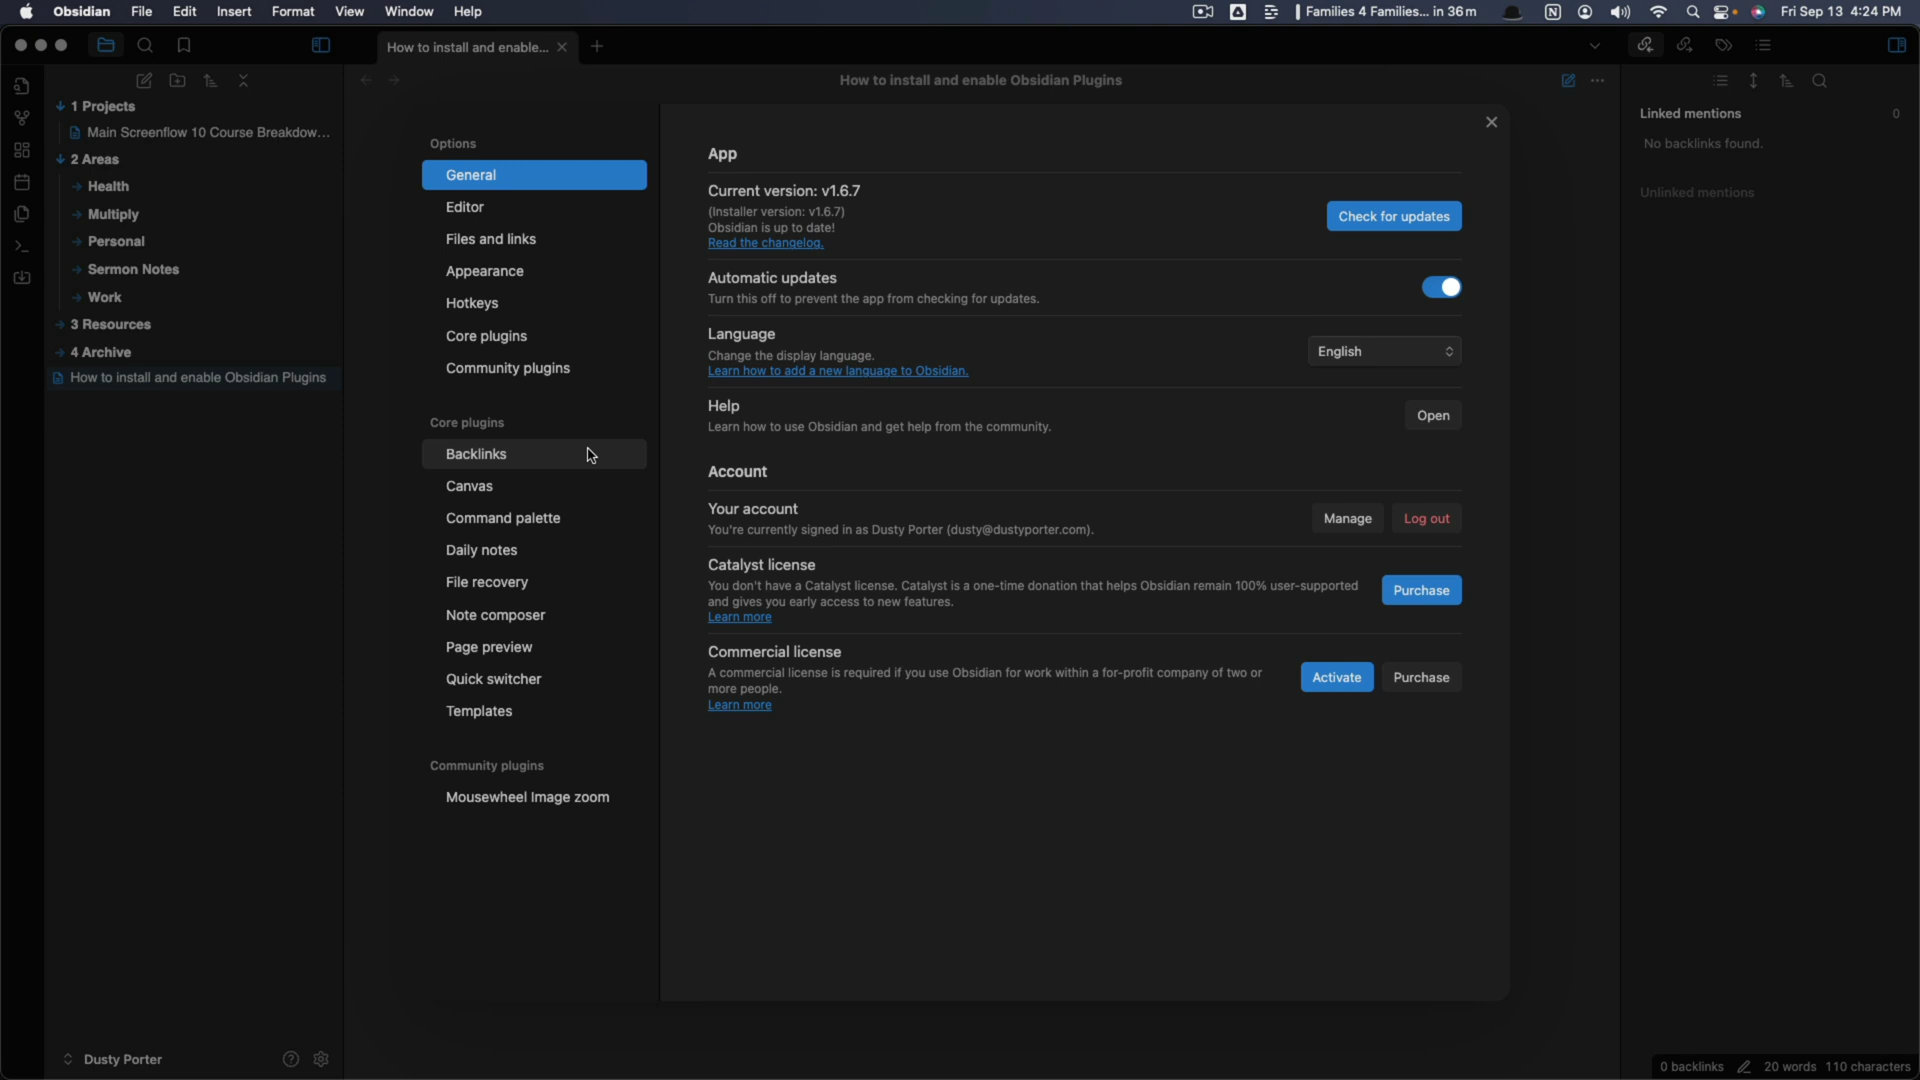 Obsidian File Edit Insert Format View Window Help
Families 4 Families... in 36m
Fri Sep 13 4:24 PM
How to install and enable...
How to install and enable Obsidian Plugins
1 Projects
Main Screenflow 10 Course Breakdow...
2 Areas
Health
Multiply
Personal
Sermon Notes
Work
3 Resources
4 Archive
How to install and enable Obsidian Plugins
Dusty Porter
Options
General
Editor
Files and links
Appearance
Hotkeys
Core plugins
Community plugins
Core plugins
Backlinks
Canvas
Command palette
Daily notes
File recovery
Note composer
Page preview
Quick switcher
Templates
Community plugins
Mousewheel Image zoom
App
Current version: v1.6.7
(Installer version: v1.6.7)
Obsidian is up to date!
Read the changelog.
Check for updates
Automatic updates
Turn this off to prevent the app from checking for updates.
Language
Change the display language.
Learn how to add a new language to Obsidian.
English
Help
Learn how to use Obsidian and get help from the community.
Open
Account
Your account
You're currently signed in as Dusty Porter (dusty@dustyporter.com).
Manage
Log out
Catalyst license
You don't have a Catalyst license. Catalyst is a one-time donation that helps Obsidian remain 100% user-supported
and gives you early access to new features.
Learn more
Purchase
Commercial license
A commercial license is required if you use Obsidian for work within a for-profit company of two or
more people.
Learn more
Activate
Purchase
Linked mentions 0
No backlinks found.
Unlinked mentions
0 backlinks 20 words 110 characters